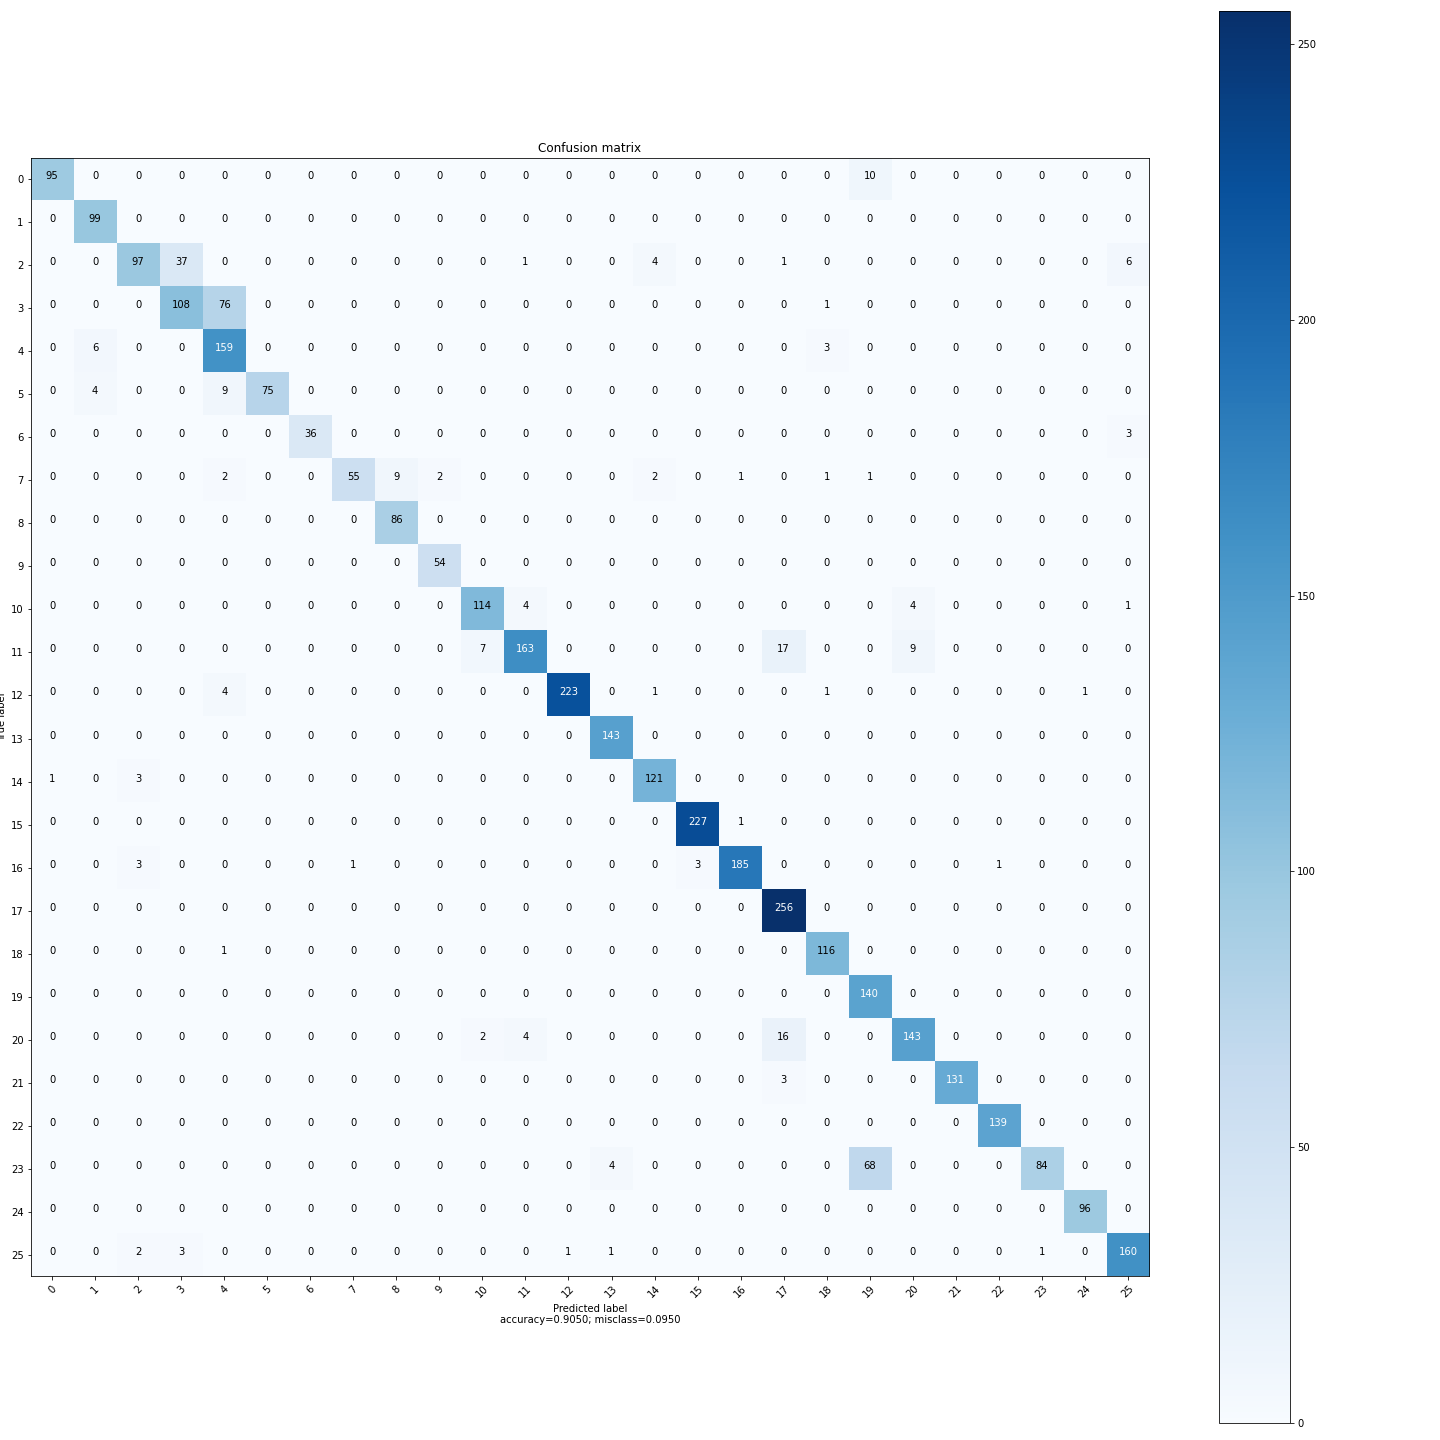 Confusion matrix
0 95 0 0 0 0 0 0 0 0 0 0 0 0 0 0 0 0 0 0 10 0 0 0 0 0 0
1 0 99 0 0 0 0 0 0 0 0 0 0 0 0 0 0 0 0 0 0 0 0 0 0 0 0
2 0 0 97 37 0 0 0 0 0 0 0 1 0 0 4 0 0 1 0 0 0 0 0 0 0 6
3 0 0 0 108 76 0 0 0 0 0 0 0 0 0 0 0 0 0 1 0 0 0 0 0 0 0
4 0 6 0 0 159 0 0 0 0 0 0 0 0 0 0 0 0 0 3 0 0 0 0 0 0 0
5 0 4 0 0 9 75 0 0 0 0 0 0 0 0 0 0 0 0 0 0 0 0 0 0 0 0
6 0 0 0 0 0 0 36 0 0 0 0 0 0 0 0 0 0 0 0 0 0 0 0 0 0 3
7 0 0 0 0 2 0 0 55 9 2 0 0 0 0 2 0 1 0 1 1 0 0 0 0 0 0
8 0 0 0 0 0 0 0 0 86 0 0 0 0 0 0 0 0 0 0 0 0 0 0 0 0 0
9 0 0 0 0 0 0 0 0 0 54 0 0 0 0 0 0 0 0 0 0 0 0 0 0 0 0
10 0 0 0 0 0 0 0 0 0 0 114 4 0 0 0 0 0 0 0 0 4 0 0 0 0 1
11 0 0 0 0 0 0 0 0 0 0 7 163 0 0 0 0 0 17 0 0 9 0 0 0 0 0
12 0 0 0 0 4 0 0 0 0 0 0 0 223 0 1 0 0 0 1 0 0 0 0 0 1 0
13 0 0 0 0 0 0 0 0 0 0 0 0 0 143 0 0 0 0 0 0 0 0 0 0 0 0
14 1 0 3 0 0 0 0 0 0 0 0 0 0 0 121 0 0 0 0 0 0 0 0 0 0 0
15 0 0 0 0 0 0 0 0 0 0 0 0 0 0 0 227 1 0 0 0 0 0 0 0 0 0
16 0 0 3 0 0 0 0 1 0 0 0 0 0 0 0 3 185 0 0 0 0 0 1 0 0 0
17 0 0 0 0 0 0 0 0 0 0 0 0 0 0 0 0 0 256 0 0 0 0 0 0 0 0
18 0 0 0 0 1 0 0 0 0 0 0 0 0 0 0 0 0 0 116 0 0 0 0 0 0 0
19 0 0 0 0 0 0 0 0 0 0 0 0 0 0 0 0 0 0 0 140 0 0 0 0 0 0
20 0 0 0 0 0 0 0 0 0 0 2 4 0 0 0 0 0 16 0 0 143 0 0 0 0 0
21 0 0 0 0 0 0 0 0 0 0 0 0 0 0 0 0 0 3 0 0 0 131 0 0 0 0
22 0 0 0 0 0 0 0 0 0 0 0 0 0 0 0 0 0 0 0 0 0 0 139 0 0 0
23 0 0 0 0 0 0 0 0 0 0 0 0 0 4 0 0 0 0 0 68 0 0 0 84 0 0
24 0 0 0 0 0 0 0 0 0 0 0 0 0 0 0 0 0 0 0 0 0 0 0 0 96 0
25 0 0 2 3 0 0 0 0 0 0 0 0 1 1 0 0 0 0 0 0 0 0 0 1 0 160
0 1 2 3 4 5 6 7 8 9 10 11 12 13 14 15 16 17 18 19 20 21 22 23 24 25
Predicted label
accuracy=0.9050; misclass=0.0950
250
200
150
100
50
0